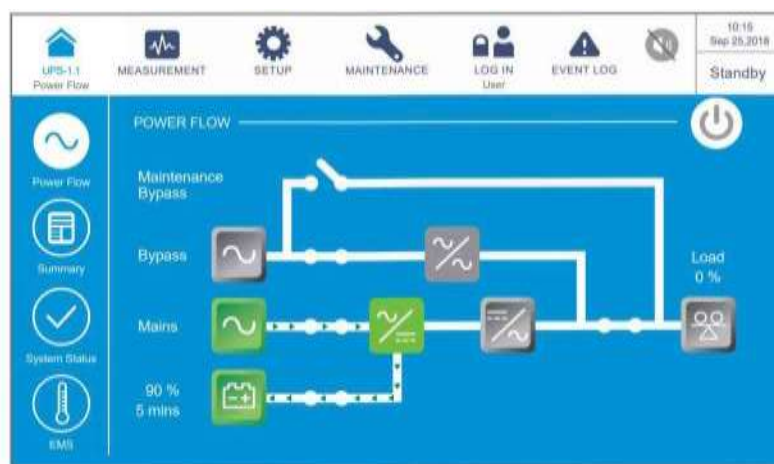 UPS-1.1
Power Flow
MEASUREMENT
SETUP
MAINTENANCE
LOG IN
User
EVENT LOG
10:15
Sep 25,2018
Standby
POWER FLOW
Power Flow
Summary
System Status
EMS
Maintenance
Bypass
Bypass
Load
0 %
Mains
90 %
5 mins